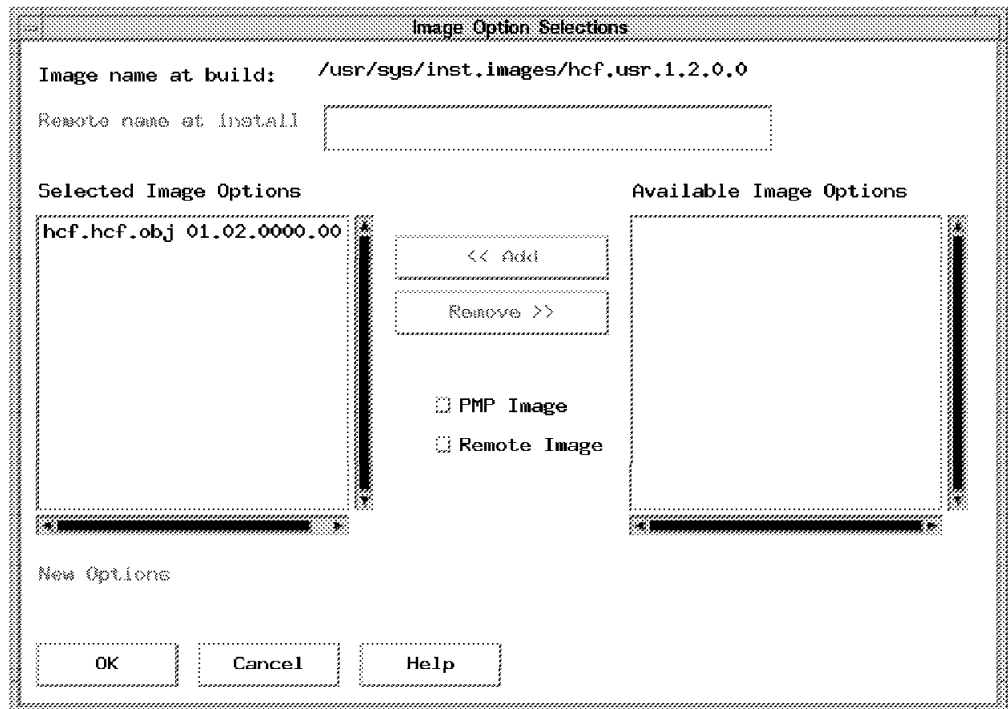 Image Option Selections
Image name at build: /usr/sys/inst.images/hcf.usr.1.2.0.0
Remote name at install
Selected Image Options
Available Image Options
hcf.hcf.obj 01.02.0000.00
<< Add
Remove >>
PMP Image
Remote Image
New Options
OK
Cancel
Help